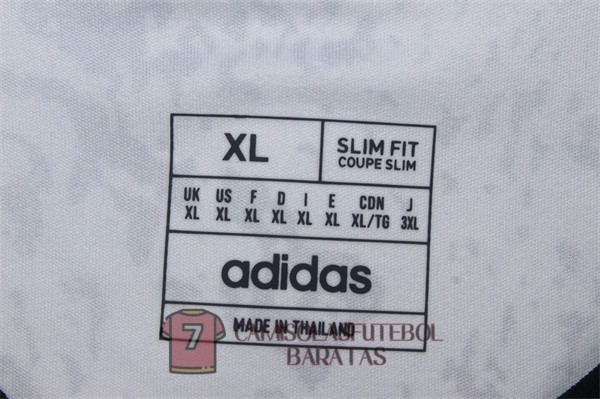 XL
SLIM FIT
COUPE SLIM
UK US F D I E CDN J
XL XL XL XL XL XL XL/TG 3XL
adidas
MADE IN THAILAND
7
CAMISOLASFUTEBOL
BARATAS